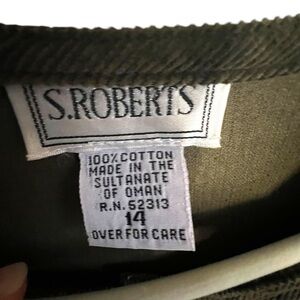 S.ROBERTS
100% COTTON
MADE IN THE
SULTANATE
OF OMAN
R.N. 52313
14
OVER FOR CARE